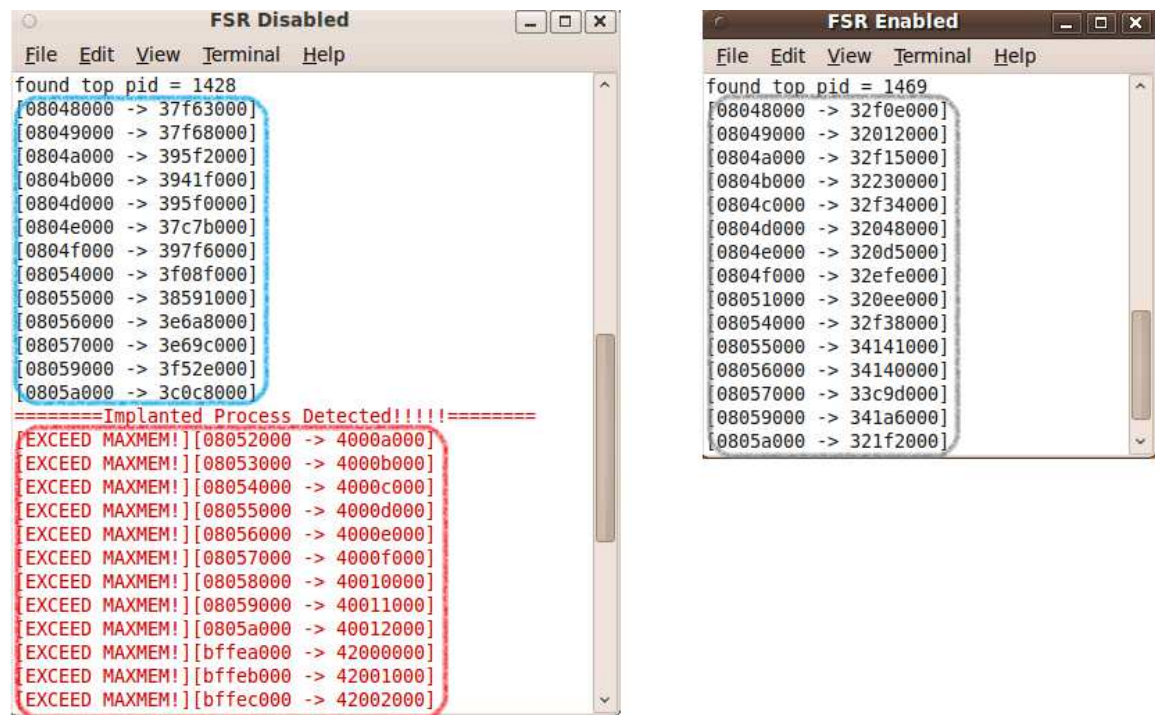 FSR Disabled
File Edit View Terminal Help
found top pid = 1428
[08048000 -> 37f63000]
[08049000 -> 37f68000]
[0804a000 -> 395f2000]
[0804b000 -> 3941f000]
[0804d000 -> 395f0000]
[0804e000 -> 37c7b000]
[0804f000 -> 397f6000]
[08054000 -> 3f08f000]
[08055000 -> 38591000]
[08056000 -> 3e6a8000]
[08057000 -> 3e69c000]
[08059000 -> 3f52e000]
[0805a000 -> 3c0c8000]
========Implanted Process Detected!!!!!========
[EXCEED MAXMEM!][08052000 -> 4000a000]
[EXCEED MAXMEM!][08053000 -> 4000b000]
[EXCEED MAXMEM!][08054000 -> 4000c000]
[EXCEED MAXMEM!][08055000 -> 4000d000]
[EXCEED MAXMEM!][08056000 -> 4000e000]
[EXCEED MAXMEM!][08057000 -> 4000f000]
[EXCEED MAXMEM!][08058000 -> 40010000]
[EXCEED MAXMEM!][08059000 -> 40011000]
[EXCEED MAXMEM!][0805a000 -> 40012000]
[EXCEED MAXMEM!][bffea000 -> 42000000]
[EXCEED MAXMEM!][bffeb000 -> 42001000]
[EXCEED MAXMEM!][bffec000 -> 42002000]
FSR Enabled
File Edit View Terminal Help
found top pid = 1469
[08048000 -> 32f0e000]
[08049000 -> 32012000]
[0804a000 -> 32f15000]
[0804b000 -> 32230000]
[0804c000 -> 32f34000]
[0804d000 -> 32048000]
[0804e000 -> 320d5000]
[0804f000 -> 32efe000]
[08051000 -> 320ee000]
[08054000 -> 32f38000]
[08055000 -> 34141000]
[08056000 -> 34140000]
[08057000 -> 33c9d000]
[08059000 -> 341a6000]
[0805a000 -> 321f2000]